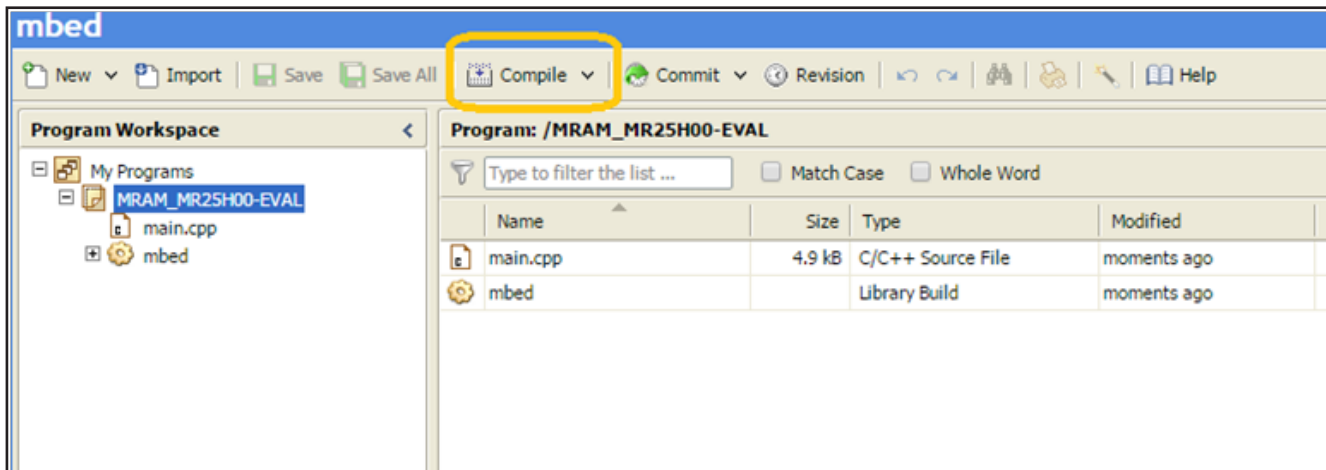 mbed
New Import Save Save All Compile Commit Revision Help
Program Workspace
My Programs
MRAM_MR25H00-EVAL
main.cpp
mbed
Program: /MRAM_MR25H00-EVAL
Type to filter the list ... Match Case Whole Word
Name Size Type Modified
main.cpp 4.9 kB C/C++ Source File moments ago
mbed Library Build moments ago